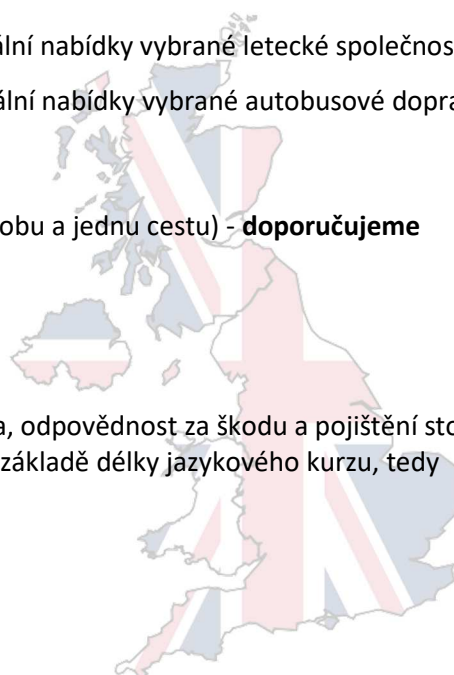 ální nabídky vybrané letecké společnos
ální nabídky vybrané autobusové dopra
obu a jednu cestu) - doporučujeme
a, odpovědnost za škodu a pojištění sto
základě délky jazykového kurzu, tedy